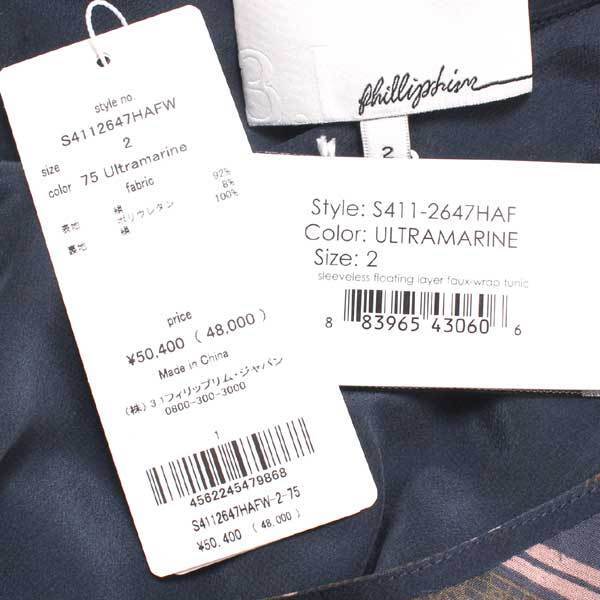 style no.
S4112647HAFW
size 2
color 75 Ultramarine
fabric
表地 絹 92%
ポリウレタン 8%
裏地 絹 100%
price
¥50,400 ( 48,000 )
Made in China
(株) 3.1フィリップリム・ジャパン
0800-300-3000
1
4562245479868
S4112647HAFW-2-75
¥50,400 ( 48,000 )
3.
phillip lim
2
Style: S411-2647HAF
Color: ULTRAMARINE
Size: 2
sleeveless floating layer faux-wrap tunic
8 83965 43060 6